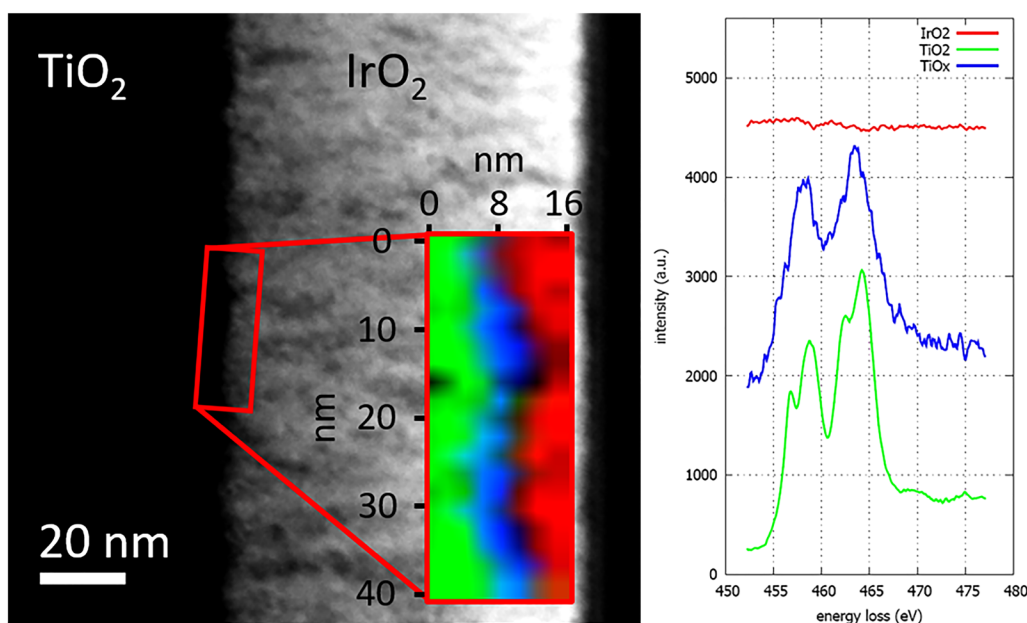 TiO2
IrO2
nm
0 8 16
0
10
nm
20
30
40
20 nm
IrO2
TiO2
TiOx
5000
4000
3000
2000
1000
0
intensity (a.u.)
450 455 460 465 470 475 480
energy loss (eV)